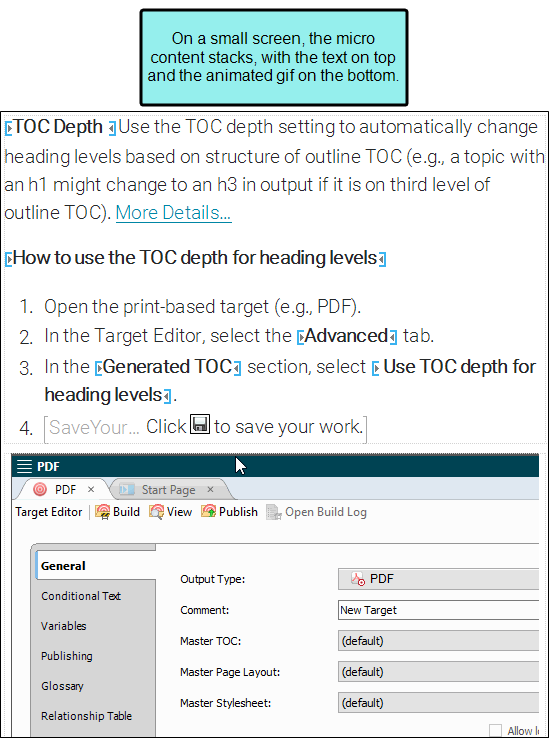 On a small screen, the micro
content stacks, with the text on top
and the animated gif on the bottom.
TOC Depth Use the TOC depth setting to automatically change
heading levels based on structure of outline TOC (e.g., a topic with
an h1 might change to an h3 in output if it is on third level of
outline TOC). More Details...
How to use the TOC depth for heading levels
1. Open the print-based target (e.g., PDF).
2. In the Target Editor, select the Advanced tab.
3. In the Generated TOC section, select Use TOC depth for
heading levels.
4. [SaveYour... Click to save your work.]
PDF
PDF × Start Page ×
Target Editor Build View Publish Open Build Log
General
Conditional Text
Variables
Publishing
Glossary
Relationship Table
Output Type: PDF
Comment: New Target
Master TOC: (default)
Master Page Layout: (default)
Master Stylesheet: (default)
Allow